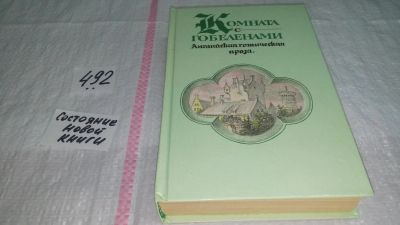 492
Состояние
новой
книги
Комната
с
гобеленами
Английская готическая
проза.